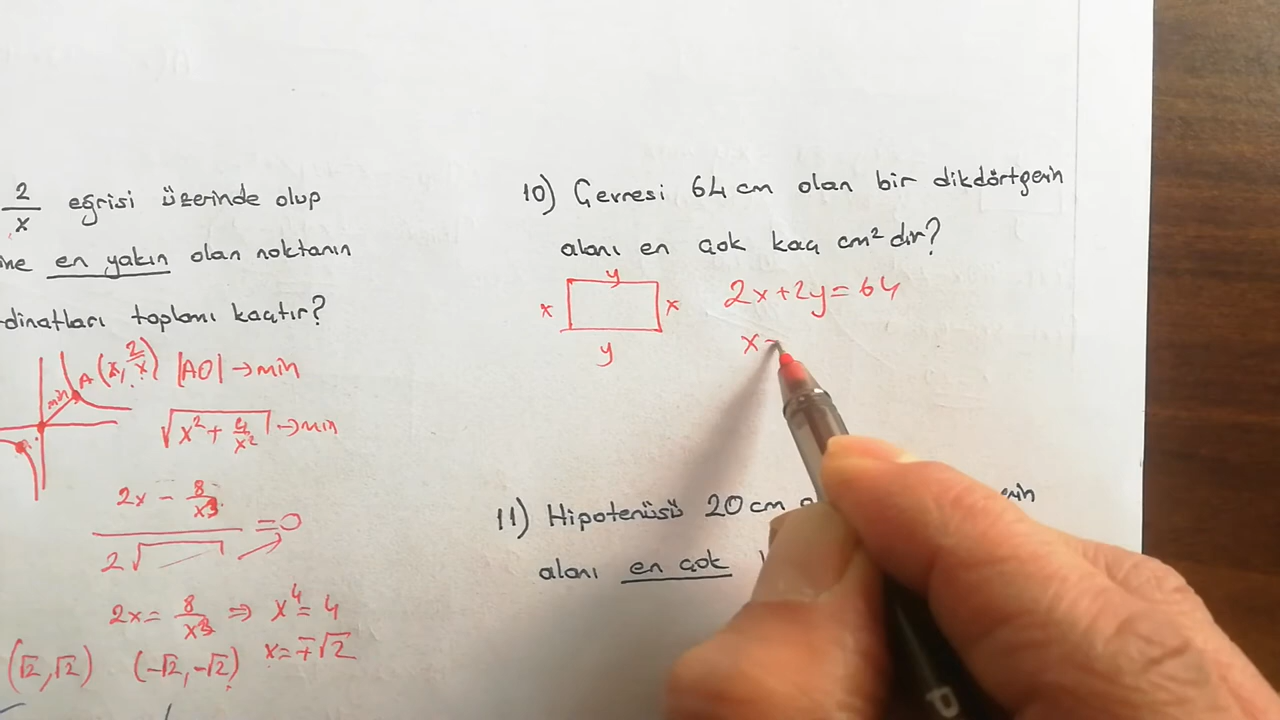 2
x eğrisi üzerinde olup
en yakın olan noktanın
toplamı kaçtır?
A (x, 2/x) |AO| → min
min
√x² + 4/x² → min
2x − 8/x³
2√ = 0
2x = 8/x³ ⇒ x⁴ = 4
x = ∓√2
(√2, √2) (−√2, −√2)
10) Çevresi 64 cm olan bir dikdörtgenin
alanı en çok kaç cm² dır?
y
x x 2x + 2y = 64
y
x
11) Hipotenüsü 20 cm
alanı en çok